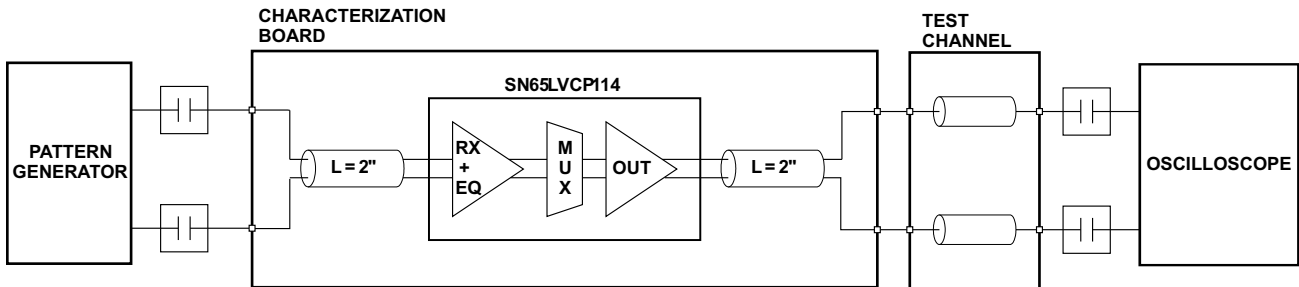 CHARACTERIZATION
BOARD
TEST
CHANNEL
SN65LVCP114
PATTERN
GENERATOR
L = 2"
RX
+
EQ
M
U
X
OUT
L = 2"
OSCILLOSCOPE